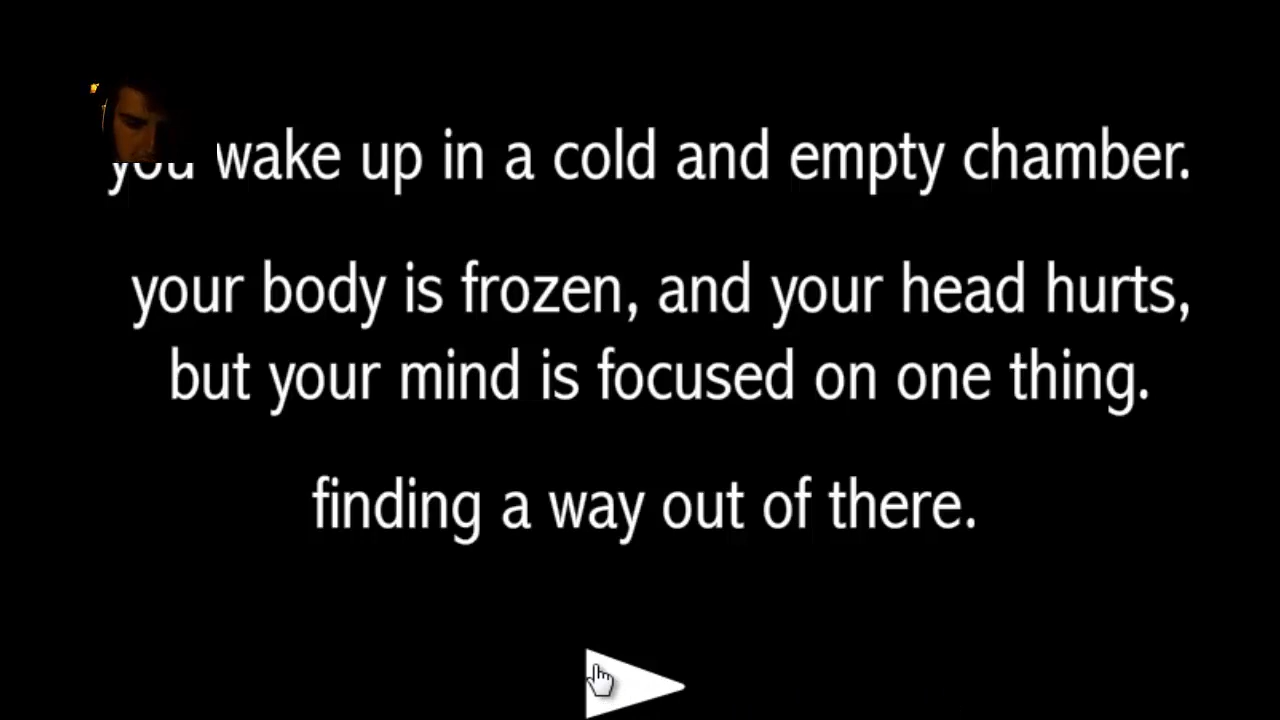 you wake up in a cold and empty chamber.
your body is frozen, and your head hurts,
but your mind is focused on one thing.
finding a way out of there.